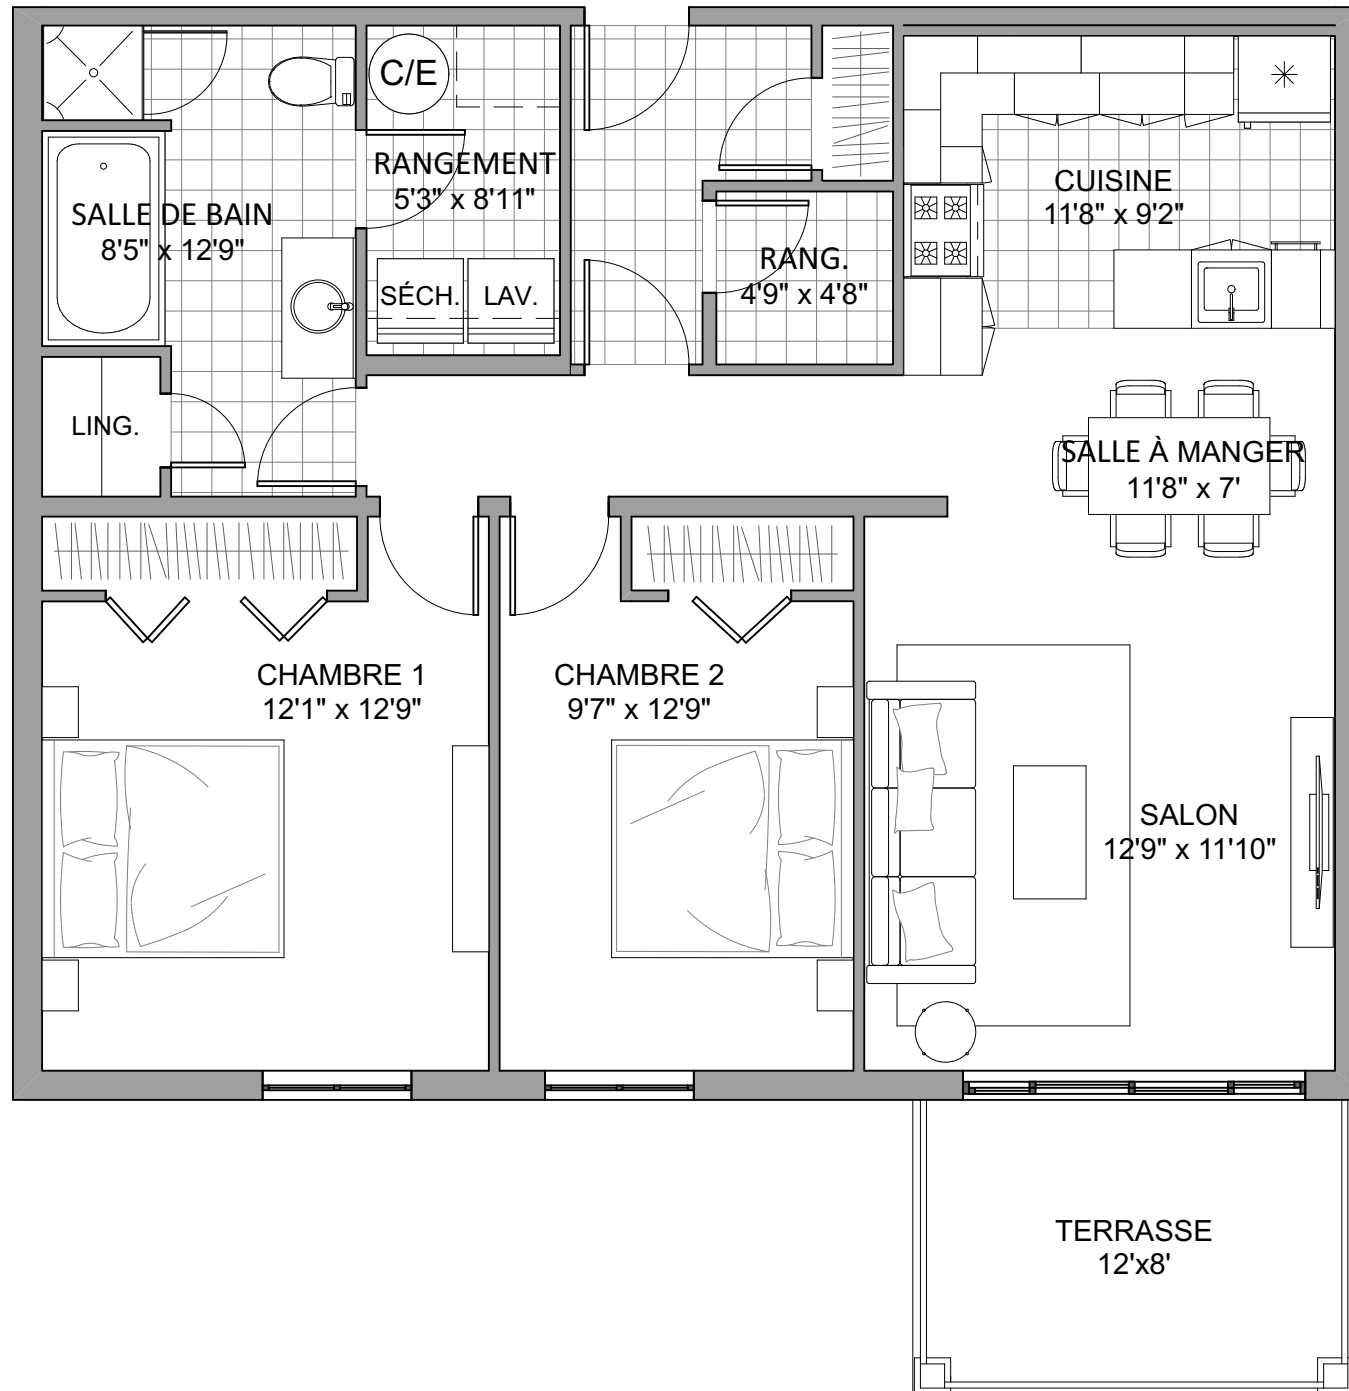 C/E
RANGEMENT
5'3" x 8'11"
CUISINE
11'8" x 9'2"
SALLE DE BAIN
8'5" x 12'9"
RANG.
4'9" x 4'8"
SÉCH.
LAV.
LING.
SALLE À MANGER
11'8" x 7'
CHAMBRE 1
12'1" x 12'9"
CHAMBRE 2
9'7" x 12'9"
SALON
12'9" x 11'10"
TERRASSE
12'x8'